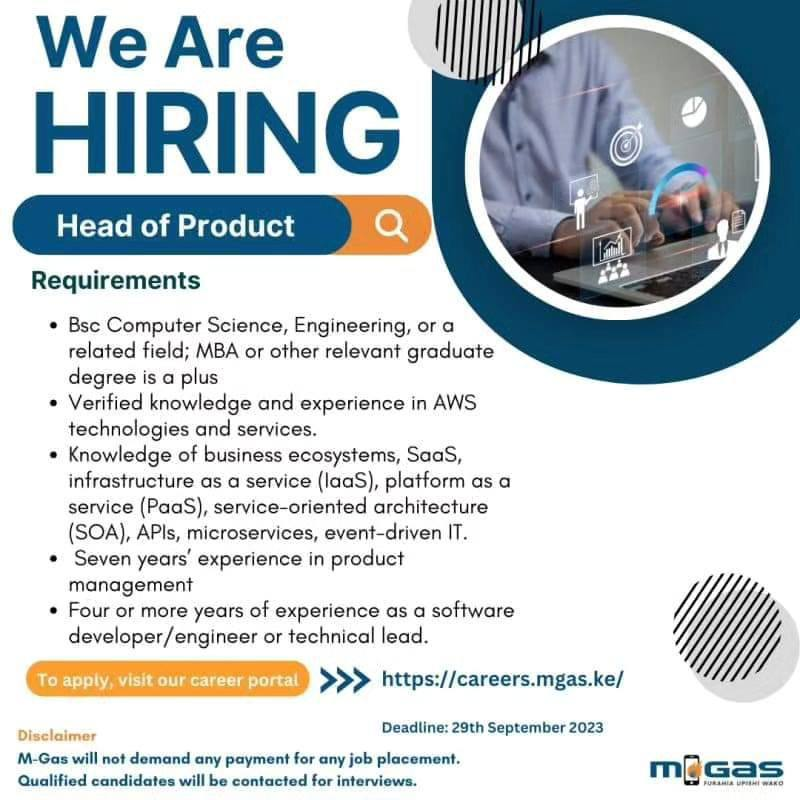 We Are
HIRING
Head of Product
Requirements
• Bsc Computer Science, Engineering, or a
related field; MBA or other relevant graduate
degree is a plus
• Verified knowledge and experience in AWS
technologies and services.
• Knowledge of business ecosystems, SaaS,
infrastructure as a service (IaaS), platform as a
service (PaaS), service-oriented architecture
(SOA), APIs, microservices, event-driven IT.
• Seven years’ experience in product
management
• Four or more years of experience as a software
developer/engineer or technical lead.
To apply, visit our career portal >>> https://careers.mgas.ke/
Deadline: 29th September 2023
Disclaimer
M-Gas will not demand any payment for any job placement.
Qualified candidates will be contacted for interviews.
M-GAS
FURAHIA UPISHI WAKO